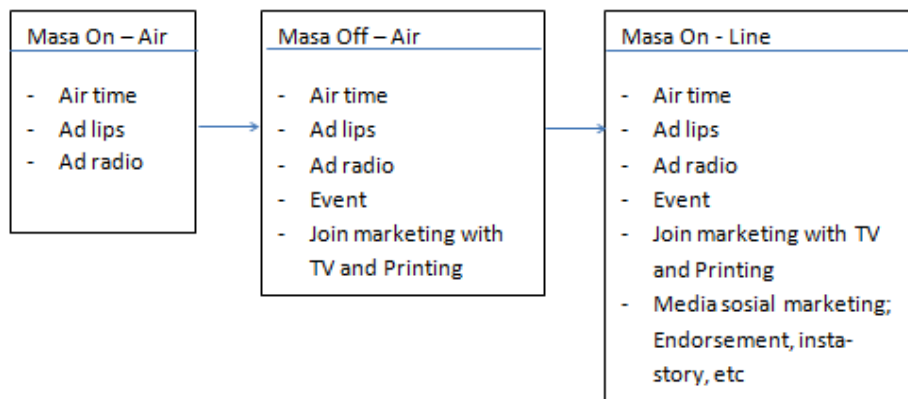 Masa On – Air
- Air time
- Ad lips
- Ad radio
Masa Off – Air
- Air time
- Ad lips
- Ad radio
- Event
- Join marketing with
TV and Printing
Masa On - Line
- Air time
- Ad lips
- Ad radio
- Event
- Join marketing with TV
and Printing
- Media sosial marketing;
Endorsement, insta-
story, etc